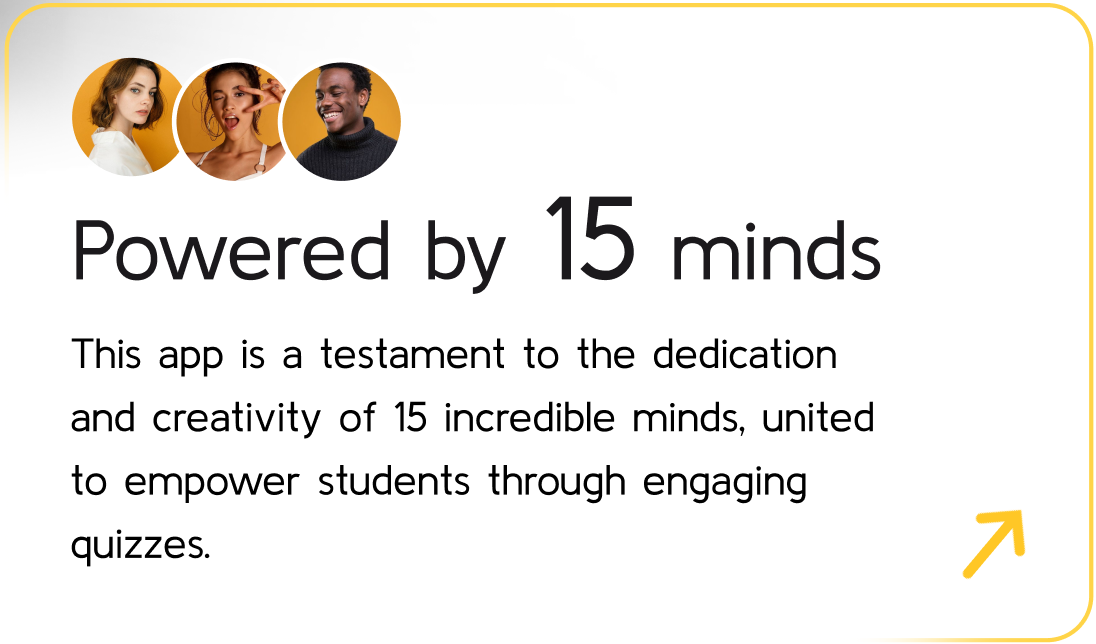 Powered by 15 minds
This app is a testament to the dedication
and creativity of 15 incredible minds, united
to empower students through engaging
quizzes.